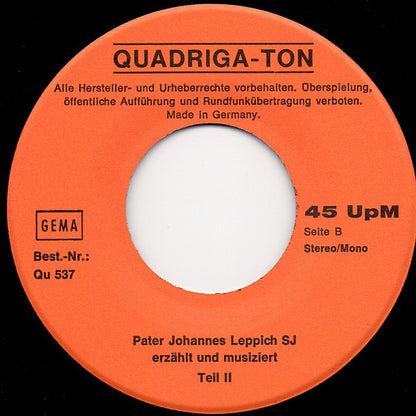 QUADRIGA-TON
Alle Hersteller- und Urheberrechte vorbehalten. Überspielung,
öffentliche Aufführung und Rundfunkübertragung verboten.
Made in Germany.
GEMA
45 UpM
Seite B
Stereo/Mono
Best.-Nr.:
Qu 537
Pater Johannes Leppich SJ
erzählt und musiziert
Teil II